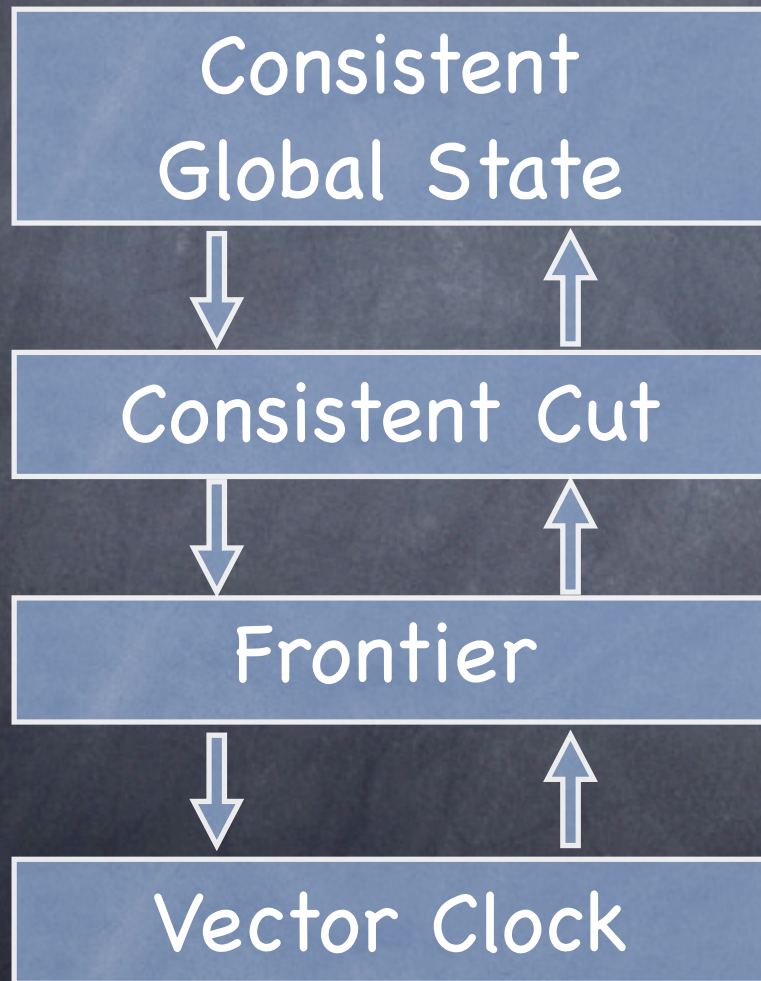 Consistent
Global State
Consistent Cut
Frontier
Vector Clock